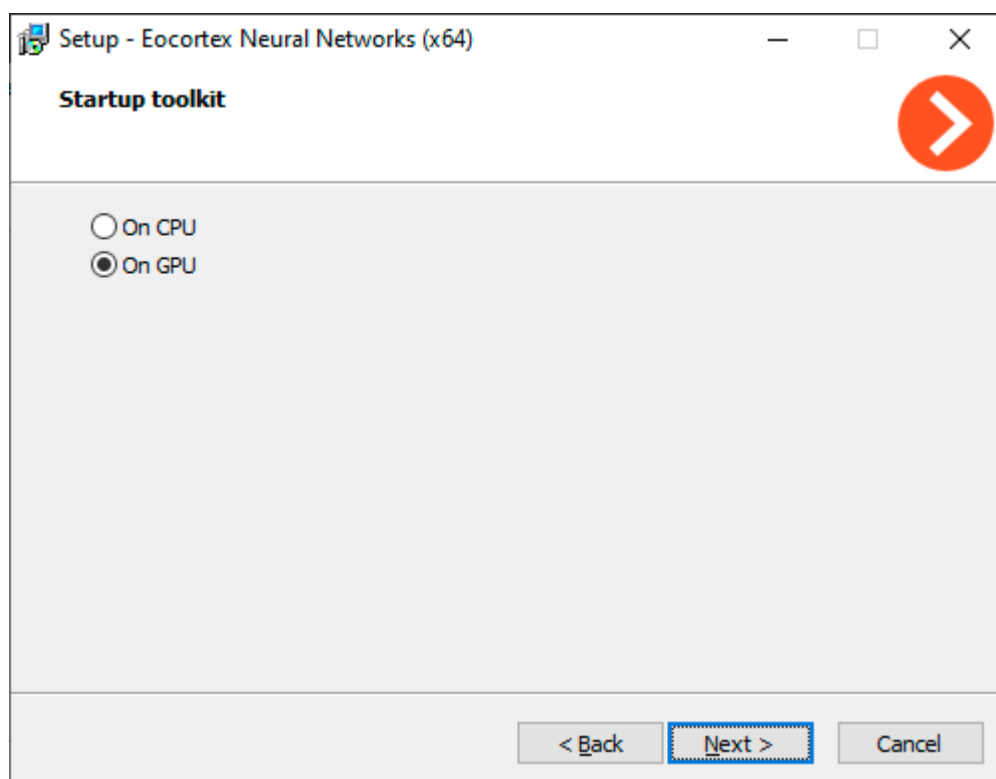 Setup - Eocortex Neural Networks (x64)
Startup toolkit
On CPU
On GPU
< Back Next > Cancel